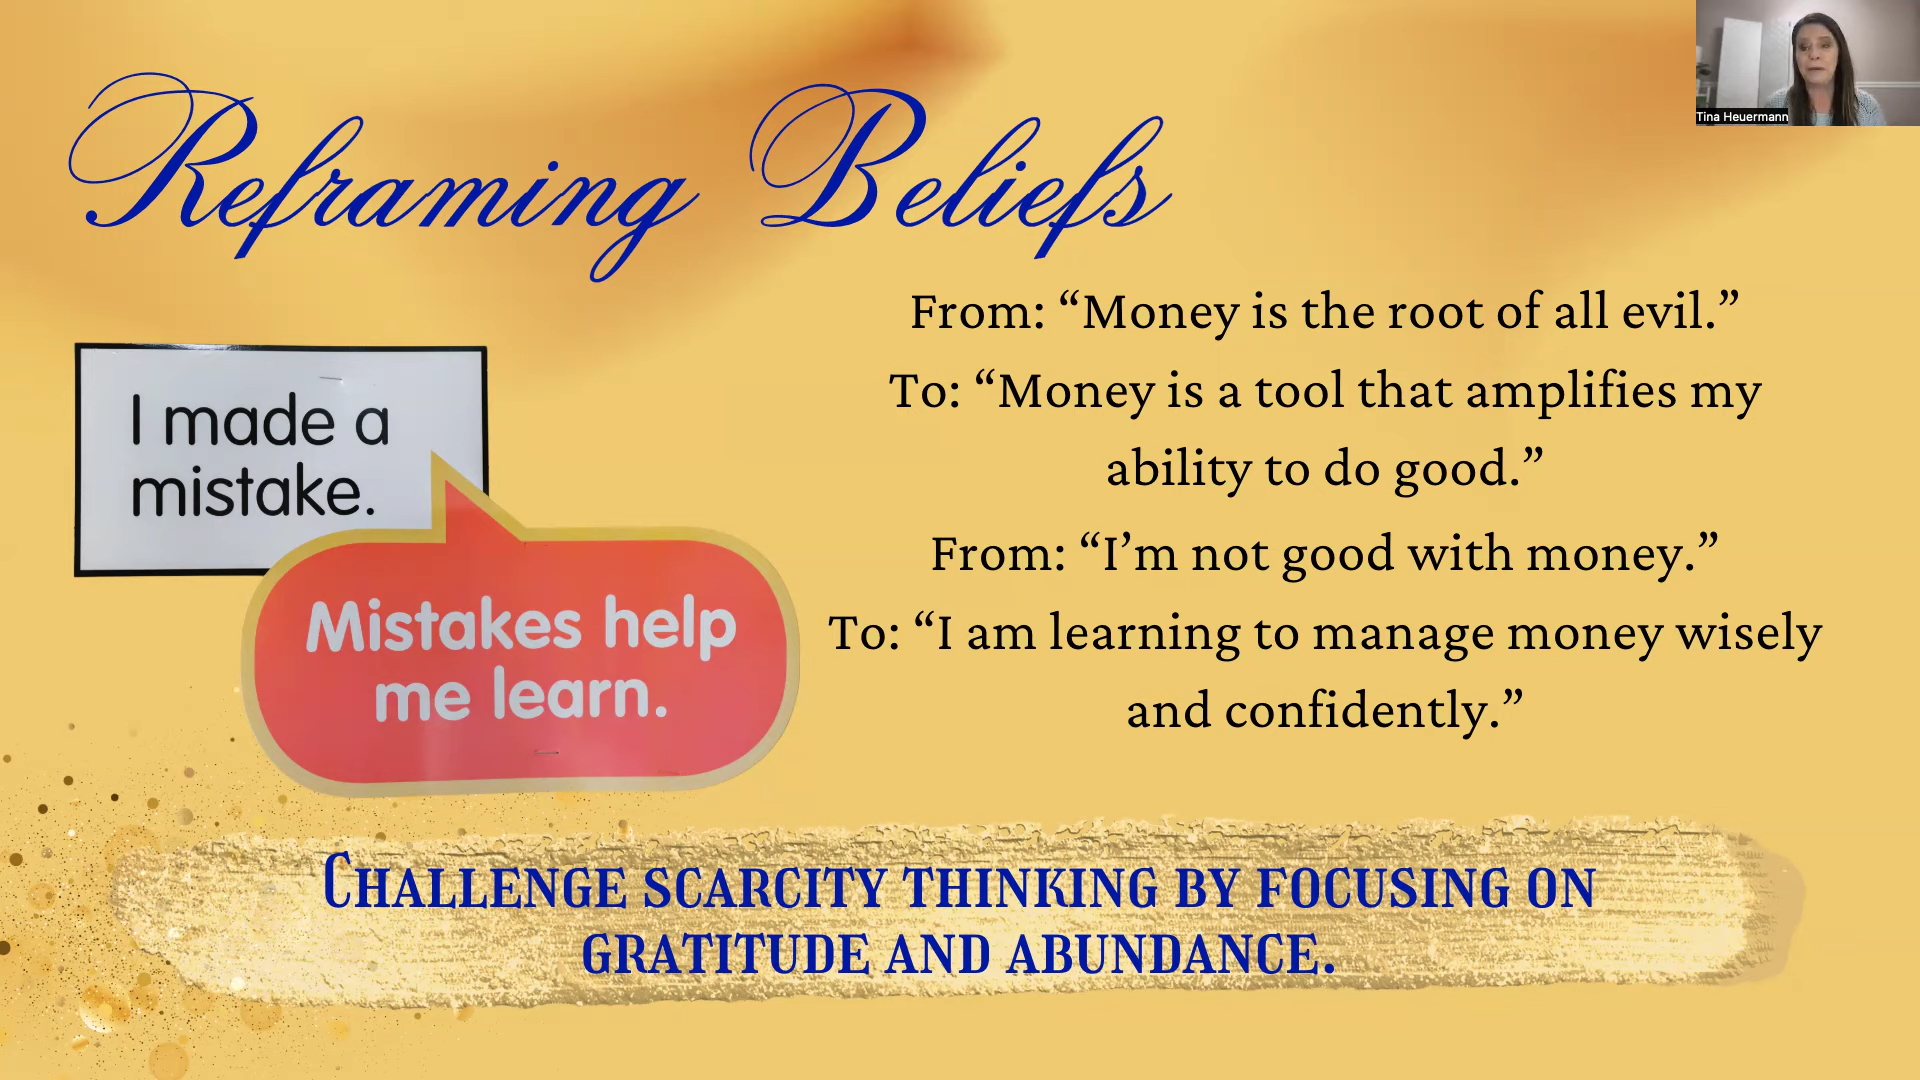 Tina Heuermann
Reframing Beliefs
I made a
mistake.
Mistakes help
me learn.
From: “Money is the root of all evil.”
To: “Money is a tool that amplifies my
ability to do good.”
From: “I’m not good with money.”
To: “I am learning to manage money wisely
and confidently.”
Challenge scarcity thinking by focusing on
gratitude and abundance.